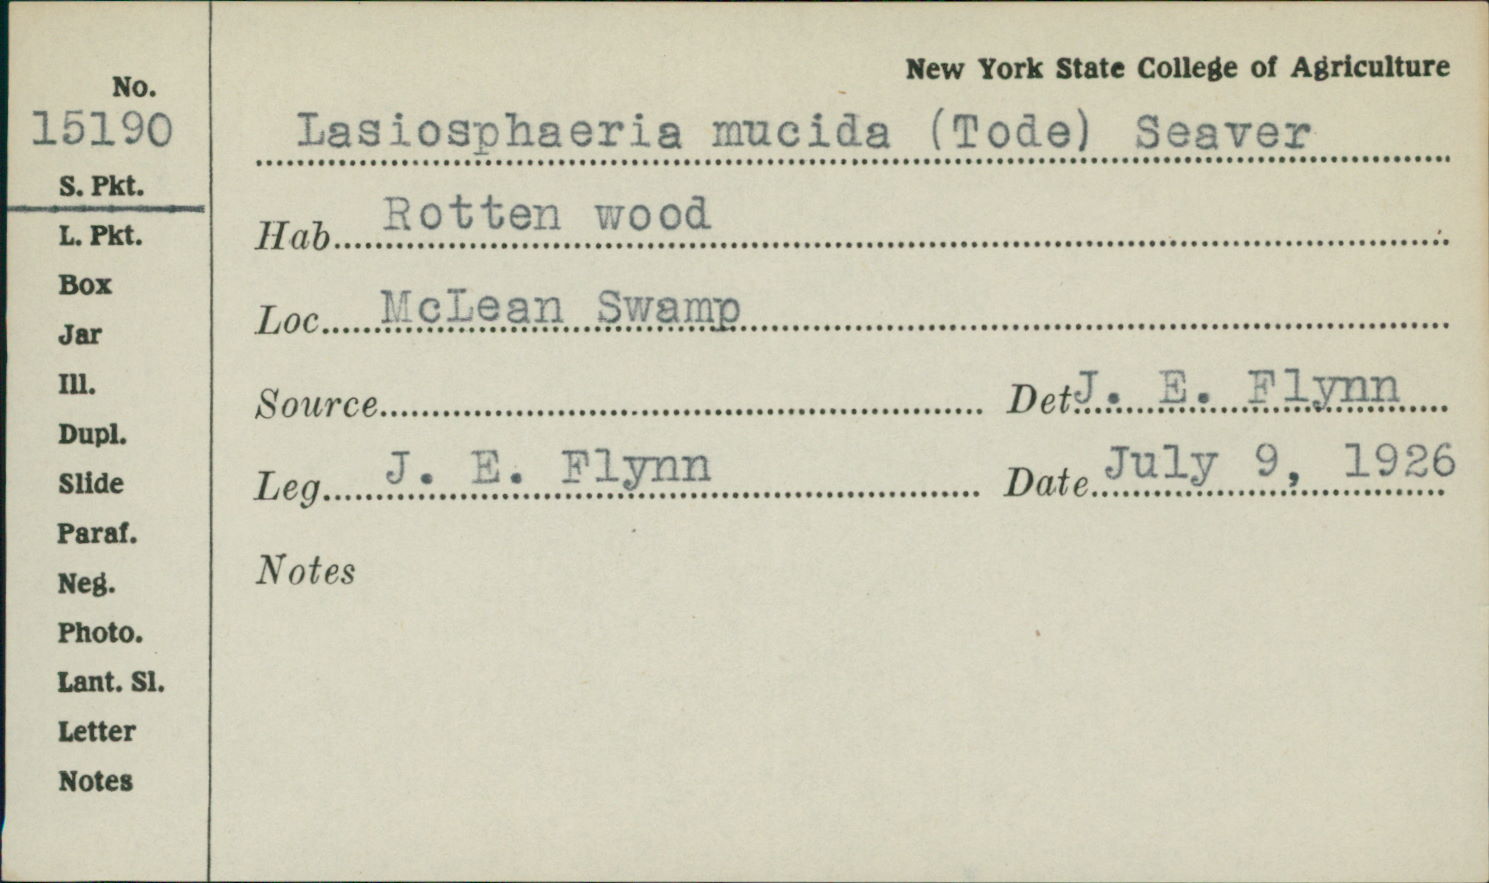 New York State College of Agriculture
No.
15190
S. Pkt.
L. Pkt.
Box
Jar
Ill.
Dupl.
Slide
Paraf.
Neg.
Photo.
Lant. Sl.
Letter
Notes
Lasiosphaeria mucida (Tode) Seaver
Hab. Rotten wood
Loc. McLean Swamp
Source Det. J. E. Flynn
Leg. J. E. Flynn Date July 9, 1926
Notes